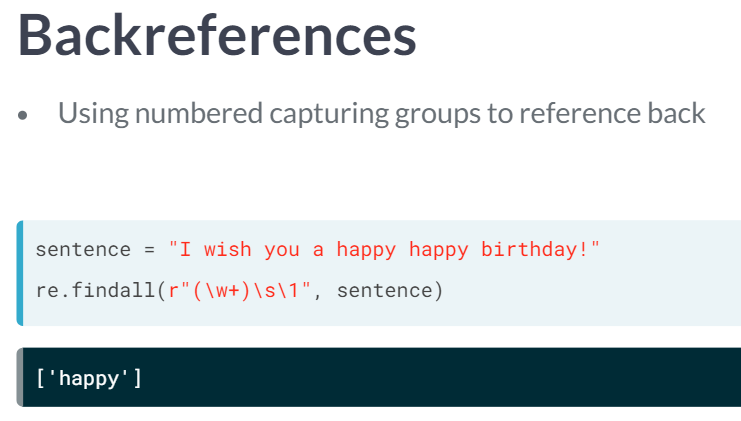 Backreferences
• Using numbered capturing groups to reference back
sentence = "I wish you a happy happy birthday!"
re.findall(r"(\w+)\s\1", sentence)
['happy']